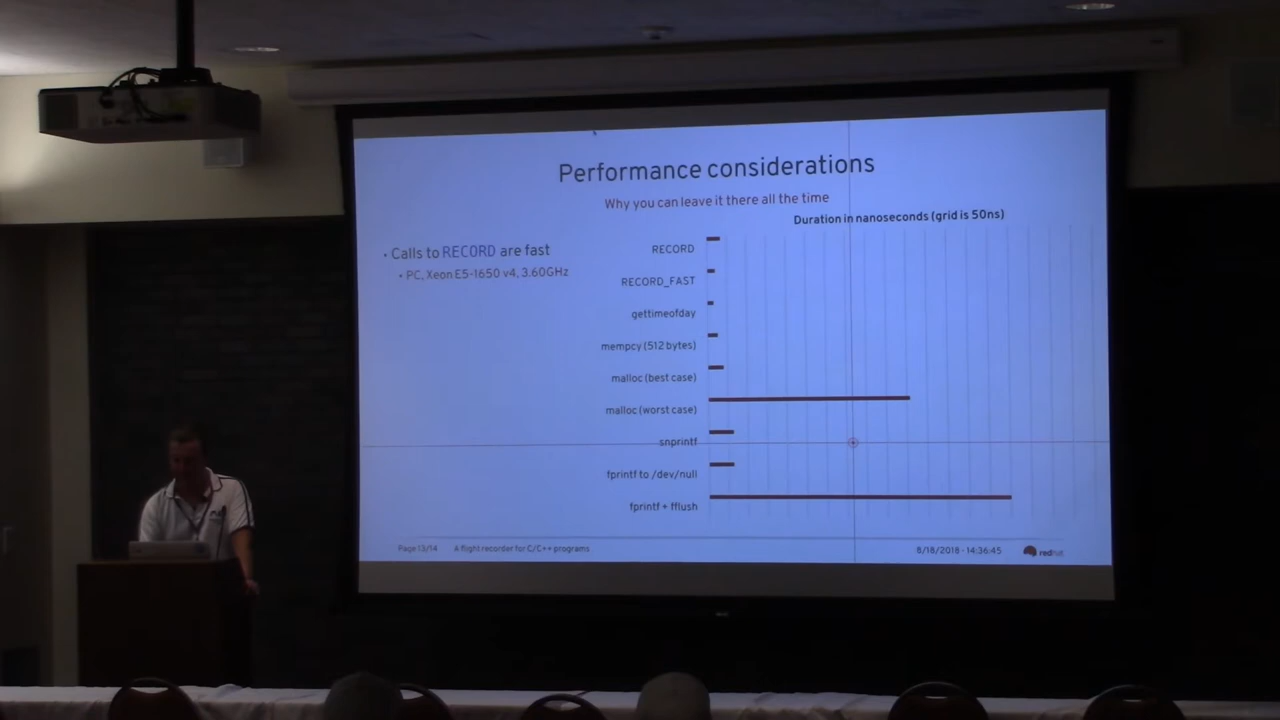 Performance considerations
Why you can leave it there all the time
Duration in nanoseconds (grid is 50ns)
• Calls to RECORD are fast
• PC, Xeon E5-1650 v4, 3.60GHz
RECORD
RECORD_FAST
gettimeofday
mempcy (512 bytes)
malloc (best case)
malloc (worst case)
snprintf
fprintf to /dev/null
fprintf + fflush
Page 13/14
A flight recorder for C/C++ programs
8/18/2018 - 14:36:45
redhat